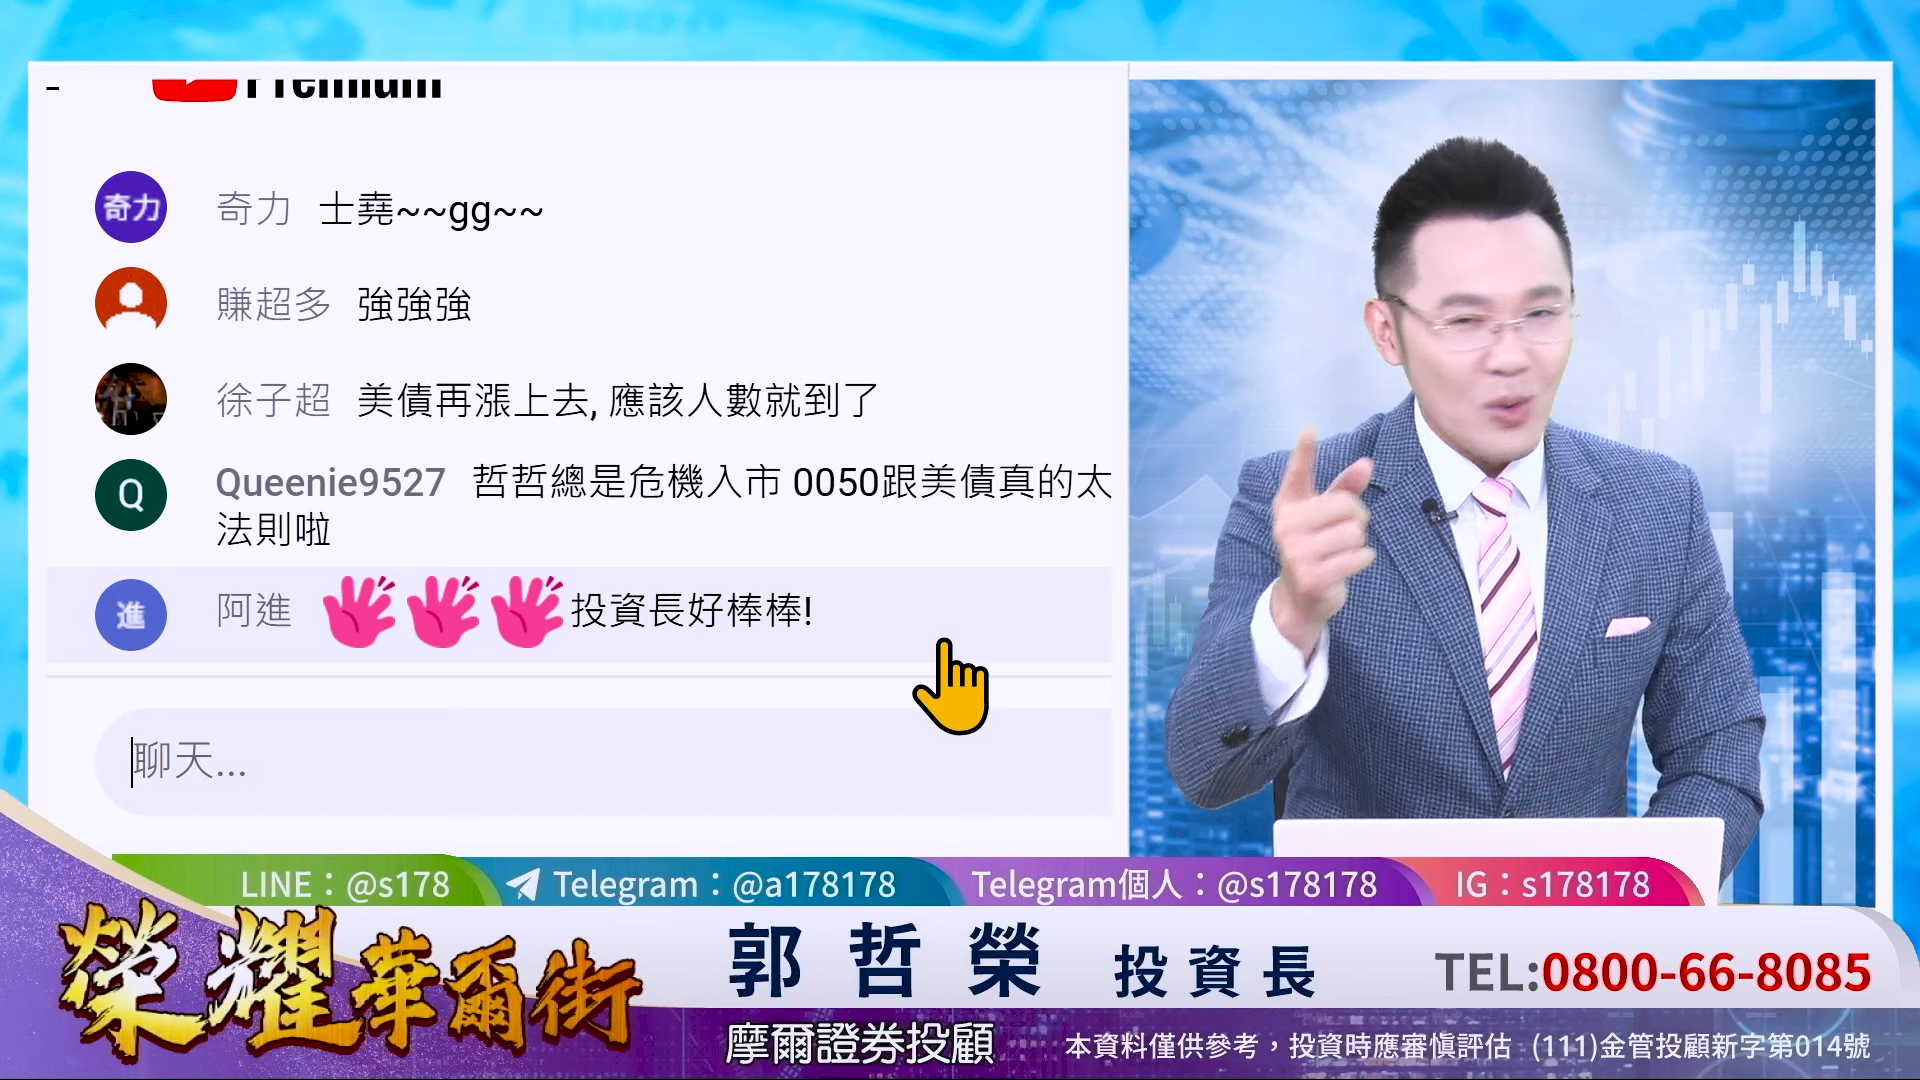 Premium
奇力 奇力 士堯~~gg~~
賺超多 強強強
徐子超 美債再漲上去, 應該人數就到了
Q Queenie9527 哲哲總是危機入市 0050跟美債真的太
法則啦
進 阿進 投資長好棒棒!
聊天...
LINE：@s178 Telegram：@a178178 Telegram個人：@s178178 IG：s178178
榮耀華爾街
郭哲榮 投資長 TEL:0800-66-8085
摩爾證券投顧 本資料僅供參考，投資時應審慎評估 (111)金管投顧新字第014號